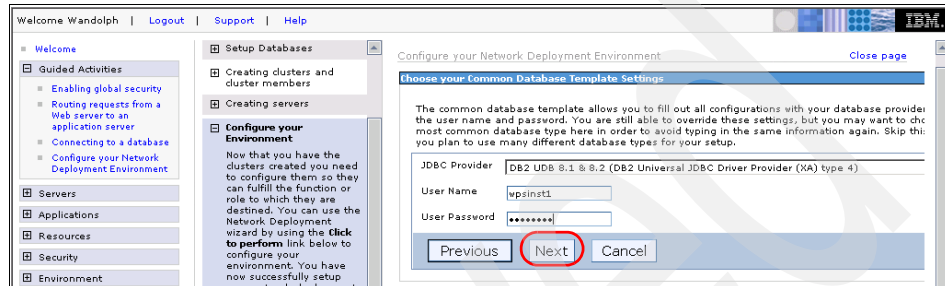 Welcome Wandolph | Logout | Support | Help
IBM.
Welcome
Guided Activities
Enabling global security
Routing requests from a
Web server to an
application server
Connecting to a database
Configure your Network
Deployment Environment
Servers
Applications
Resources
Security
Environment
Setup Databases
Creating clusters and
cluster members
Creating servers
Configure your
Environment
Now that you have the
clusters created you need
to configure them so they
can fulfill the function or
role to which they are
destined. You can use the
Network Deployment
wizard by using the Click
to perform link below to
configure your
environment. You have
now successfully setup
Configure your Network Deployment Environment
Close page
Choose your Common Database Template Settings
The common database template allows you to fill out all configurations with your database provider
the user name and password. You are still able to override these settings, but you may want to cho
most common database type here in order to avoid typing in the same information again. Skip this
you plan to use many different database types for your setup.
JDBC Provider
DB2 UDB 8.1 & 8.2 (DB2 Universal JDBC Driver Provider (XA) type 4)
User Name
wpsinst1
User Password
••••••••
Previous
Next
Cancel